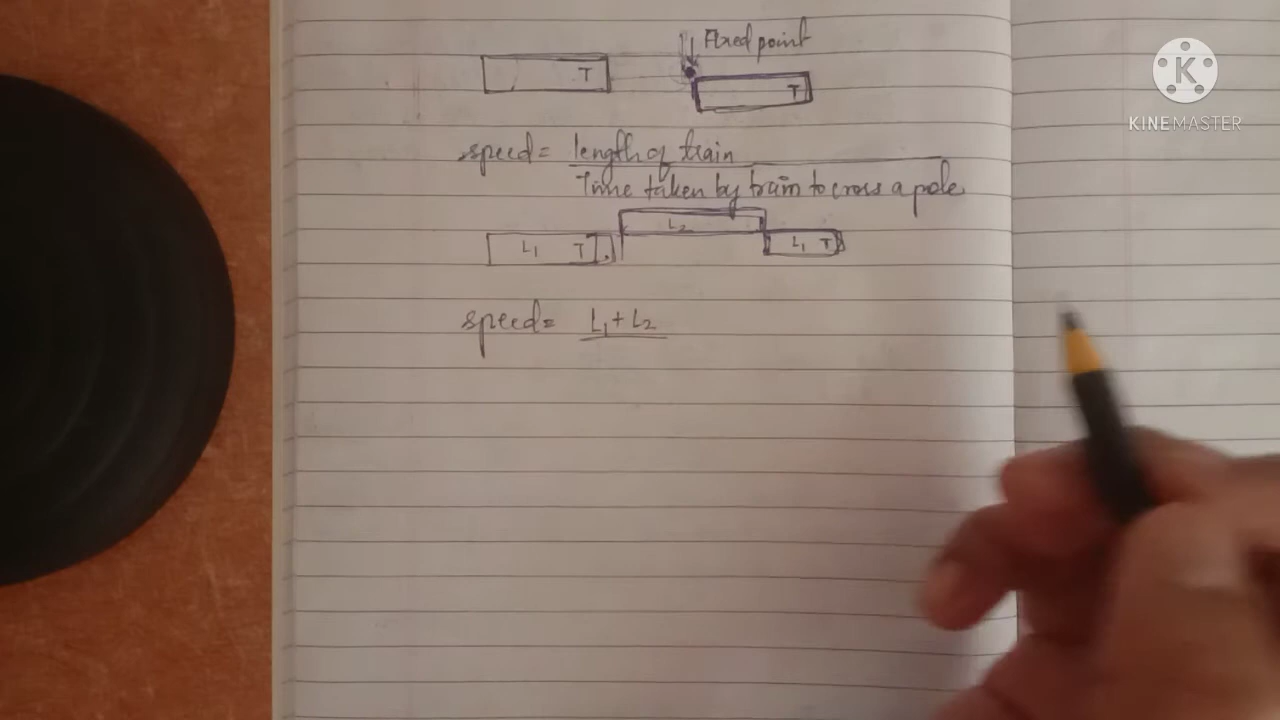 Fixed point
T
T
speed = length of train
Time taken by train to cross a pole
L₂
L₁ T
L₁ T
speed = L₁ + L₂
K
KINEMASTER